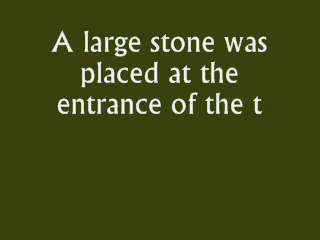 A large stone was
placed at the
entrance of the t